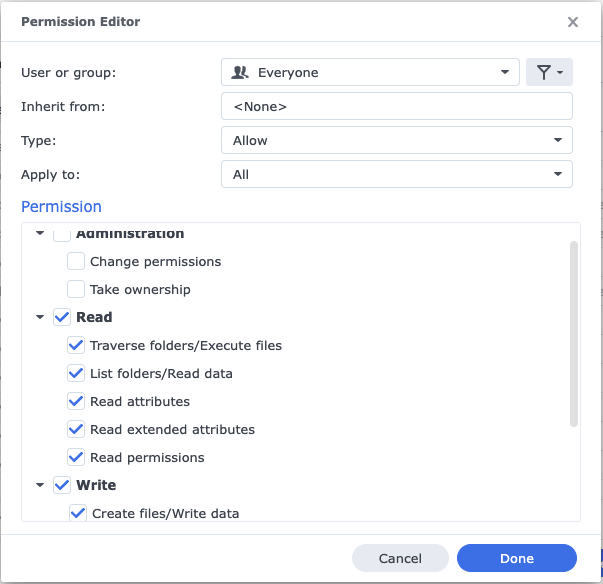 Permission Editor
User or group: Everyone
Inherit from: <None>
Type: Allow
Apply to: All
Permission
Administration
Change permissions
Take ownership
Read
Traverse folders/Execute files
List folders/Read data
Read attributes
Read extended attributes
Read permissions
Write
Create files/Write data
Cancel Done